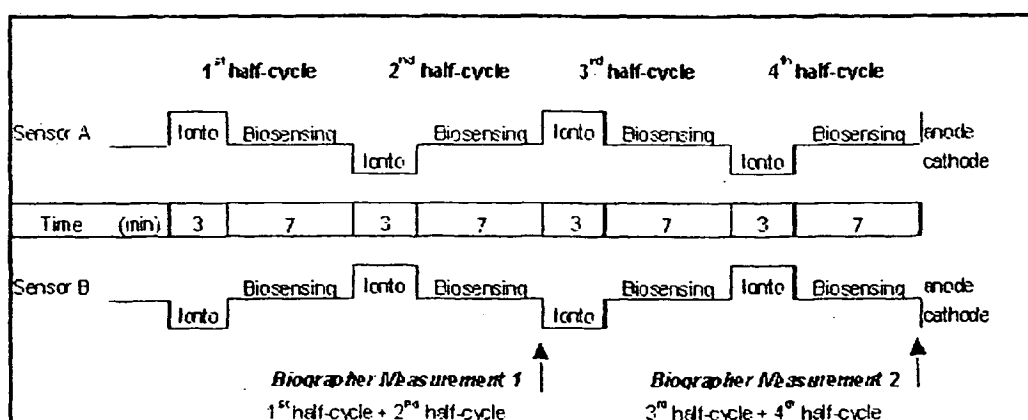 1st half-cycle 2nd half-cycle 3rd half-cycle 4th half-cycle
Sensor A Ionto Biosensing Ionto Biosensing Ionto Biosensing Ionto Biosensing anode cathode
Time (min) 3 7 3 7 3 7 3 7
Sensor B Ionto Biosensing Ionto Biosensing Ionto Biosensing Ionto Biosensing anode cathode
Biographer Measurement 1 Biographer Measurement 2
1st half-cycle + 2nd half-cycle 3rd half-cycle + 4th half-cycle